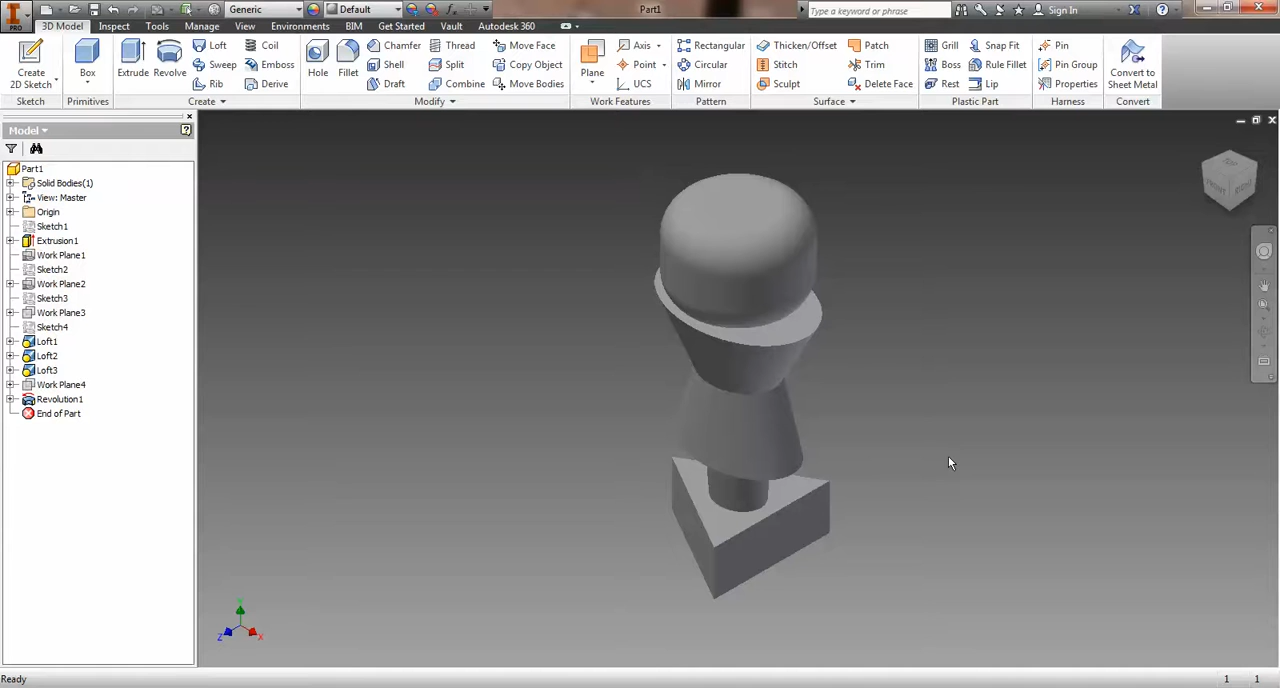 Generic Default Part1 Type a keyword or phrase Sign In
PRO 3D Model Inspect Tools Manage View Environments BIM Get Started Vault Autodesk 360
Loft Coil Chamfer Thread Move Face Axis Rectangular Thicken/Offset Patch Grill Snap Fit Pin
Create 2D Sketch Box Extrude Revolve Sweep Emboss Hole Fillet Shell Split Copy Object Plane Point Circular Stitch Trim Boss Rule Fillet Pin Group Convert to Sheet Metal
Rib Derive Draft Combine Move Bodies UCS Mirror Sculpt Delete Face Rest Lip Properties
Sketch Primitives Create Modify Work Features Pattern Surface Plastic Part Harness Convert
Model
Part1
Solid Bodies(1)
View: Master
Origin
Sketch1
Extrusion1
Work Plane1
Sketch2
Work Plane2
Sketch3
Work Plane3
Sketch4
Loft1
Loft2
Loft3
Work Plane4
Revolution1
End of Part
Z X
Ready 1 1